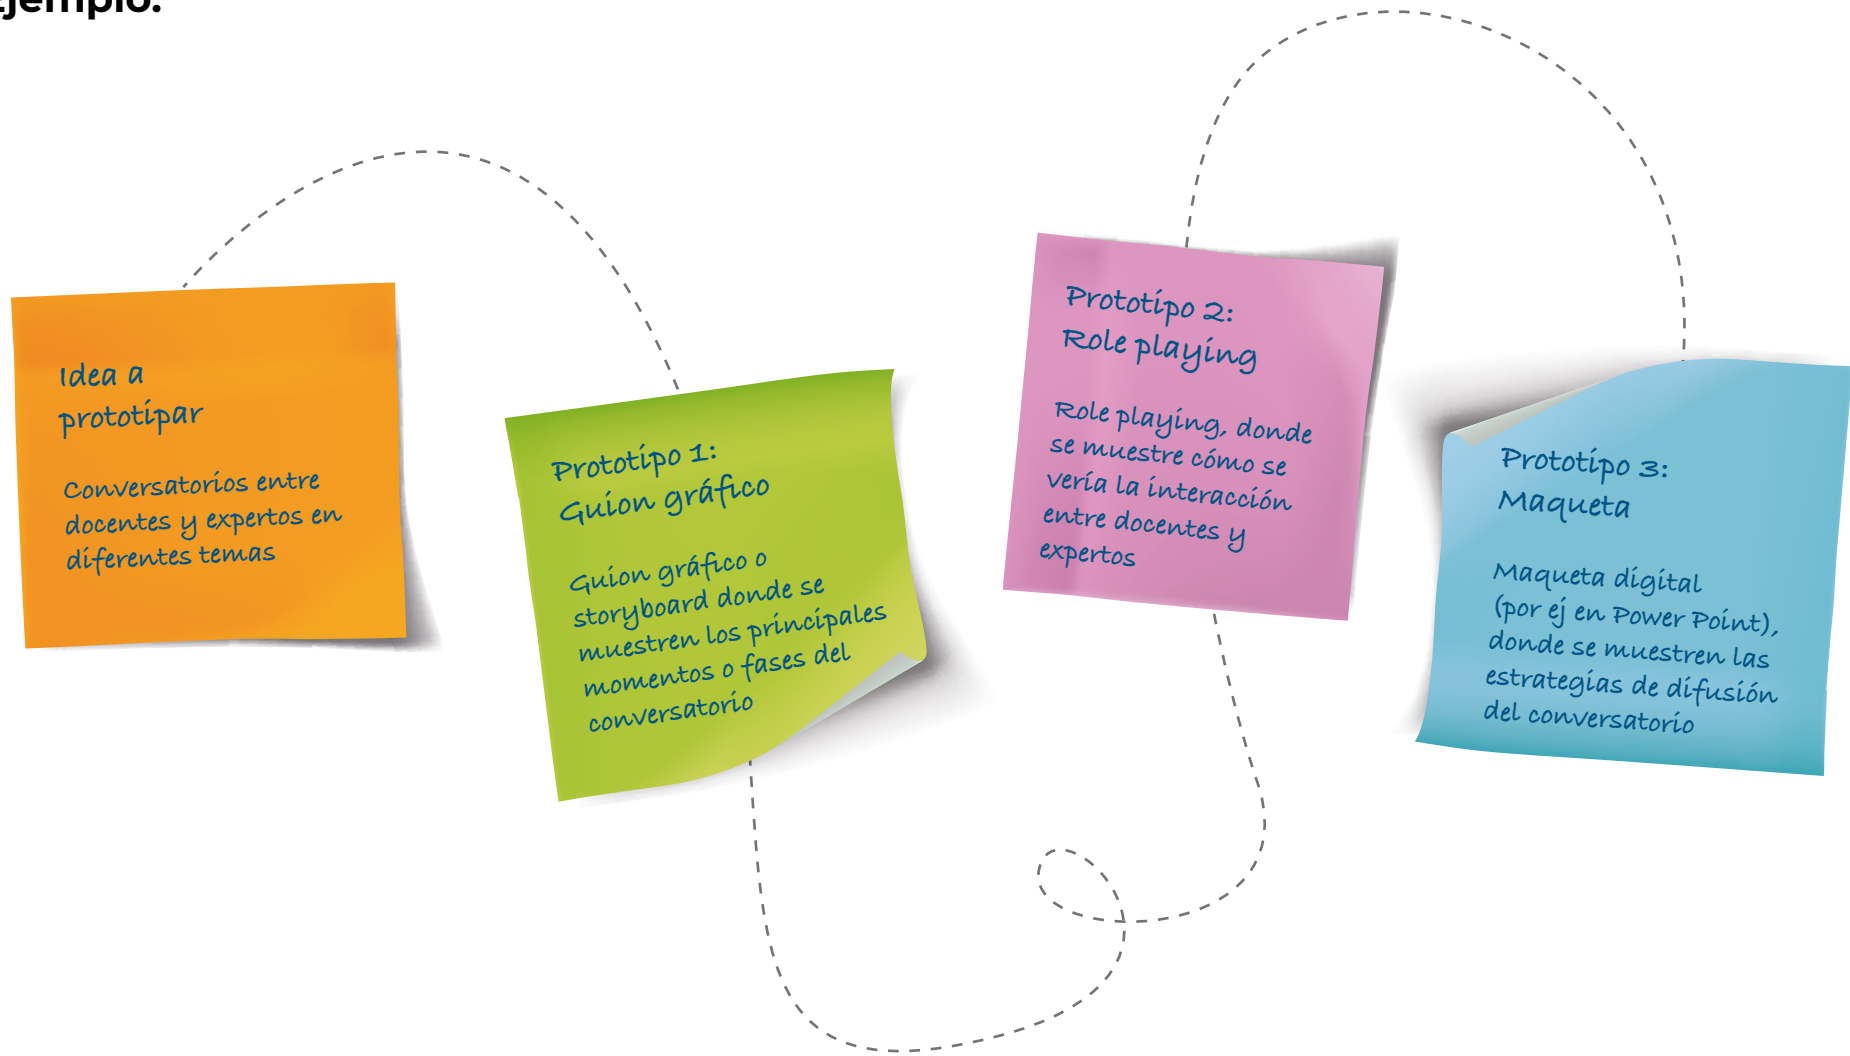 Ejemplo:
Idea a
prototipar
Conversatorios entre
docentes y expertos en
diferentes temas
Prototipo 1:
Guion gráfico
Guion gráfico o
storyboard donde se
muestren los principales
momentos o fases del
conversatorio
Prototipo 2:
Role playing
Role playing, donde
se muestre cómo se
vería la interacción
entre docentes y
expertos
Prototipo 3:
Maqueta
Maqueta digital
(por ej en Power Point),
donde se muestren las
estrategias de difusión
del conversatorio